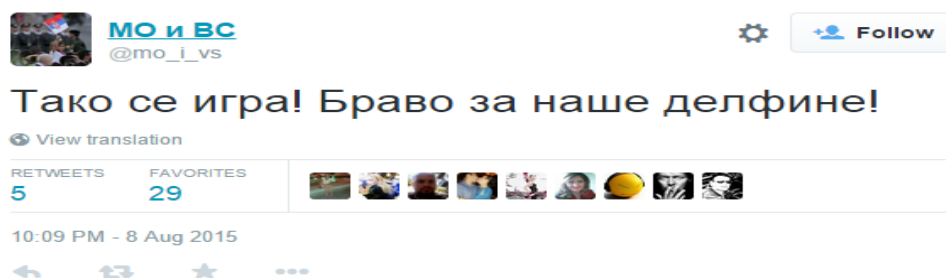 МО и ВС
@mo_i_vs
Follow
Тако се игра! Браво за наше делфине!
View translation
RETWEETS FAVORITES
5 29
10:09 PM - 8 Aug 2015